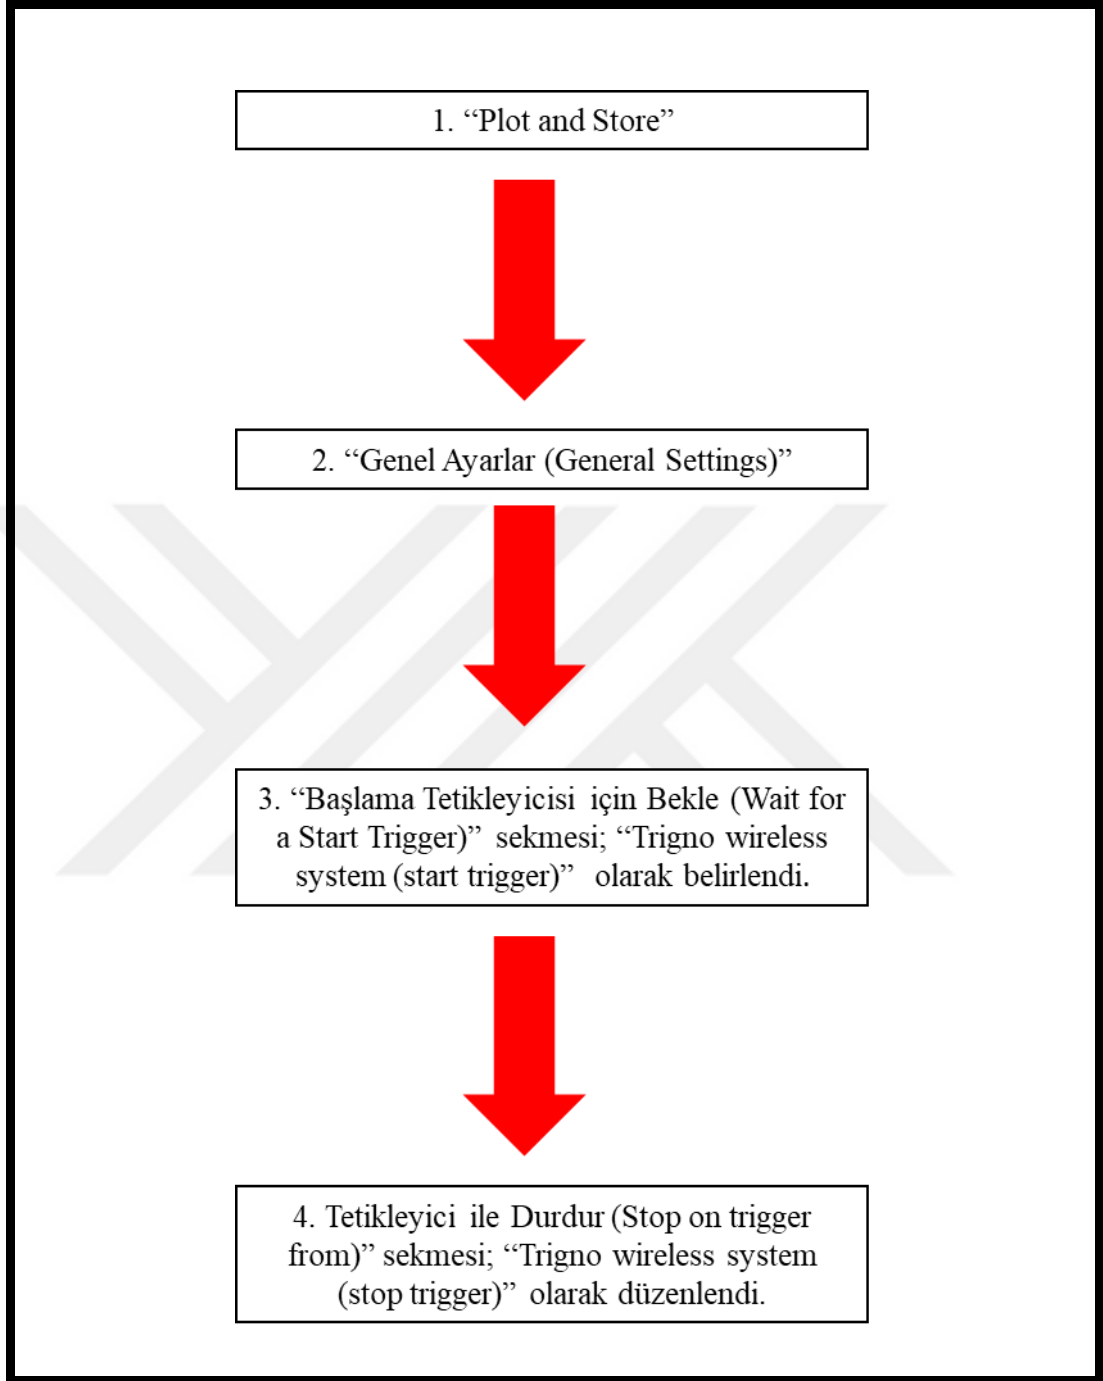 1. “Plot and Store”
2. “Genel Ayarlar (General Settings)”
3. “Başlama Tetikleyicisi için Bekle (Wait for
a Start Trigger)” sekmesi; “Trigno wireless
system (start trigger)” olarak belirlendi.
4. Tetikleyici ile Durdur (Stop on trigger
from)” sekmesi; “Trigno wireless system
(stop trigger)” olarak düzenlendi.